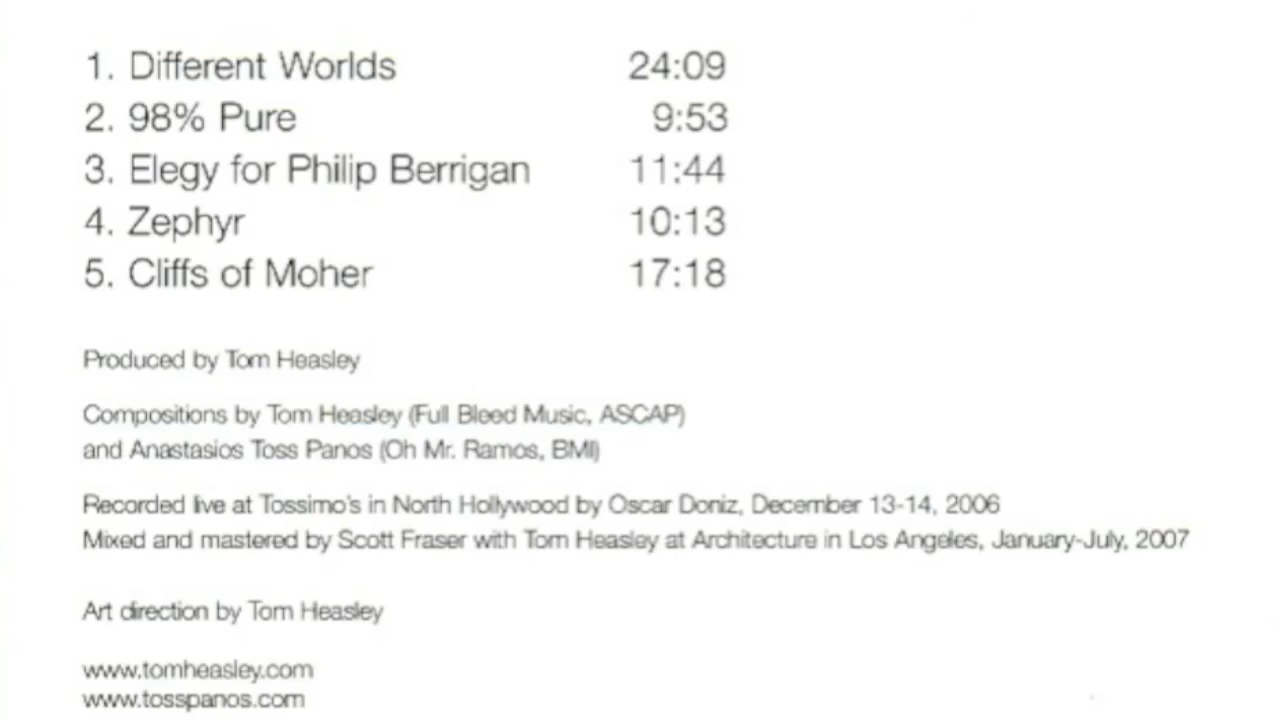 1. Different Worlds 24:09
2. 98% Pure 9:53
3. Elegy for Philip Berrigan 11:44
4. Zephyr 10:13
5. Cliffs of Moher 17:18
Produced by Tom Heasley
Compositions by Tom Heasley (Full Bleed Music, ASCAP)
and Anastasios Toss Panos (Oh Mr. Ramos, BMI)
Recorded live at Tossimo's in North Hollywood by Oscar Doniz, December 13-14, 2006
Mixed and mastered by Scott Fraser with Tom Heasley at Architecture in Los Angeles, January-July, 2007
Art direction by Tom Heasley
www.tomheasley.com
www.tosspanos.com